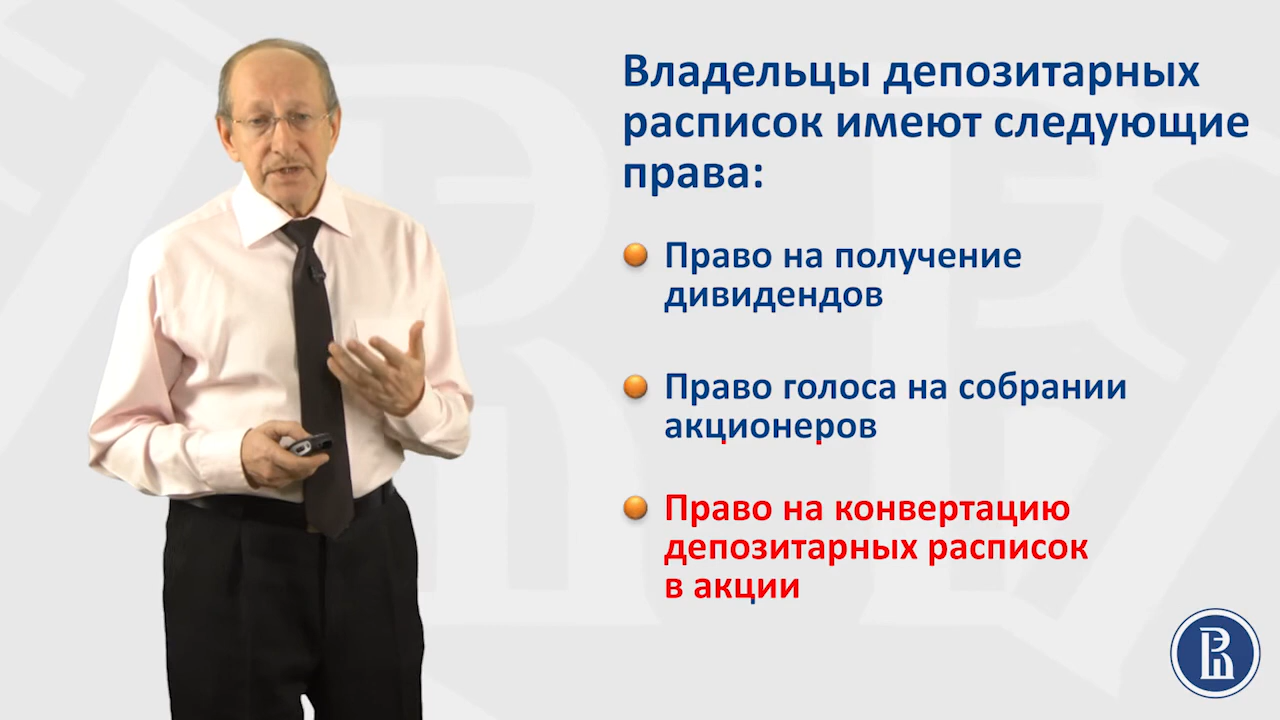 Владельцы депозитарных
расписок имеют следующие
права:
Право на получение
дивидендов
Право голоса на собрании
акционеров
Право на конвертацию
депозитарных расписок
в акции